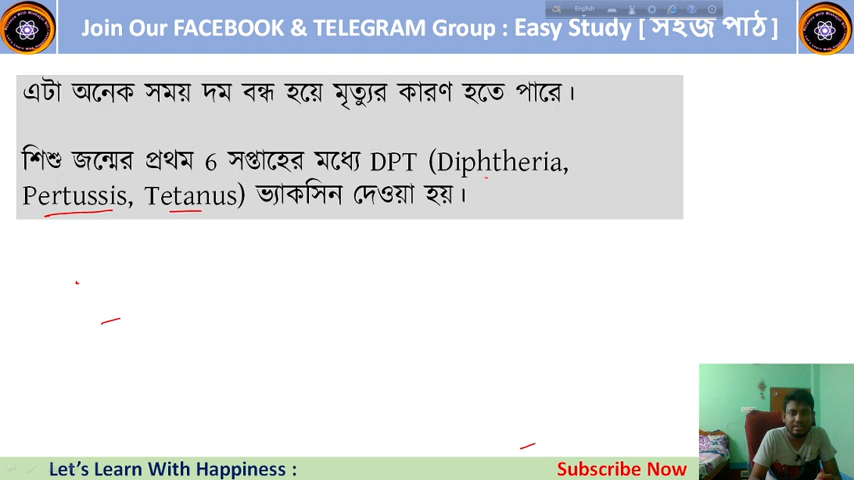 English
Join Our FACEBOOK & TELEGRAM Group : Easy Study [ সহজ পাঠ ]
এটা অনেক সময় দম বন্ধ হয়ে মৃত্যুর কারণ হতে পারে।
শিশু জন্মের প্রথম 6 সপ্তাহের মধ্যে DPT (Diphtheria,
Pertussis, Tetanus) ভ্যাকসিন দেওয়া হয়।
Let's Learn With Happiness :
Subscribe Now